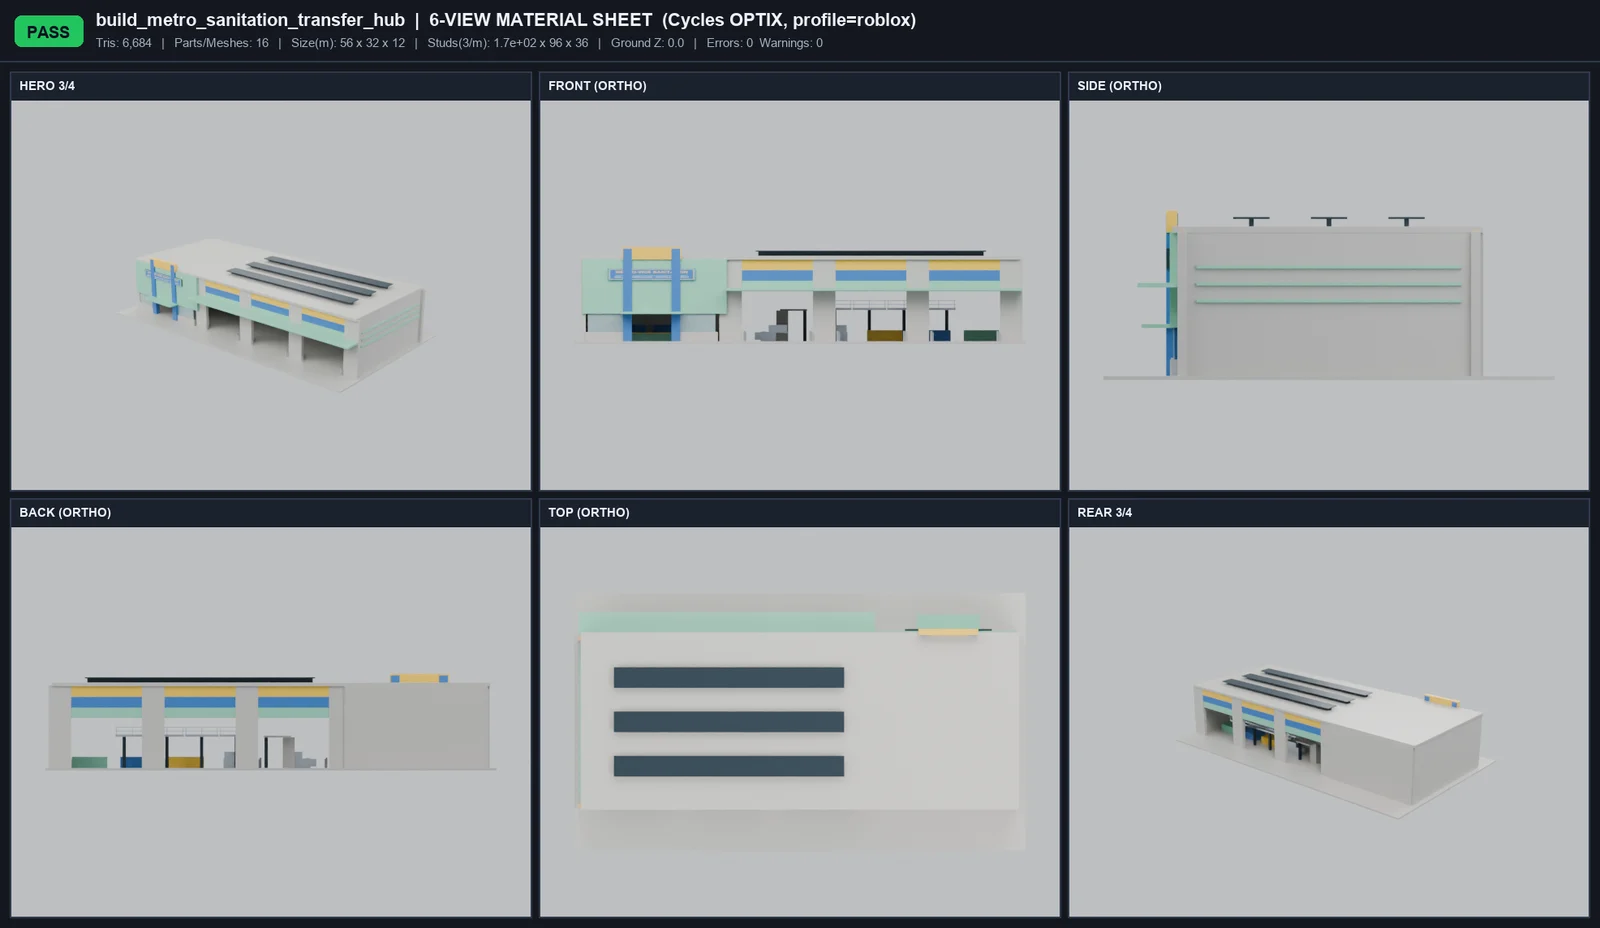 PASS
build_metro_sanitation_transfer_hub | 6-VIEW MATERIAL SHEET (Cycles OPTIX, profile=roblox)
Tris: 6,684 | Parts/Meshes: 16 | Size(m): 56 x 32 x 12 | Studs(3/m): 1.7e+02 x 96 x 36 | Ground Z: 0.0 | Errors: 0 Warnings: 0
HERO 3/4
FRONT (ORTHO)
SIDE (ORTHO)
BACK (ORTHO)
TOP (ORTHO)
REAR 3/4